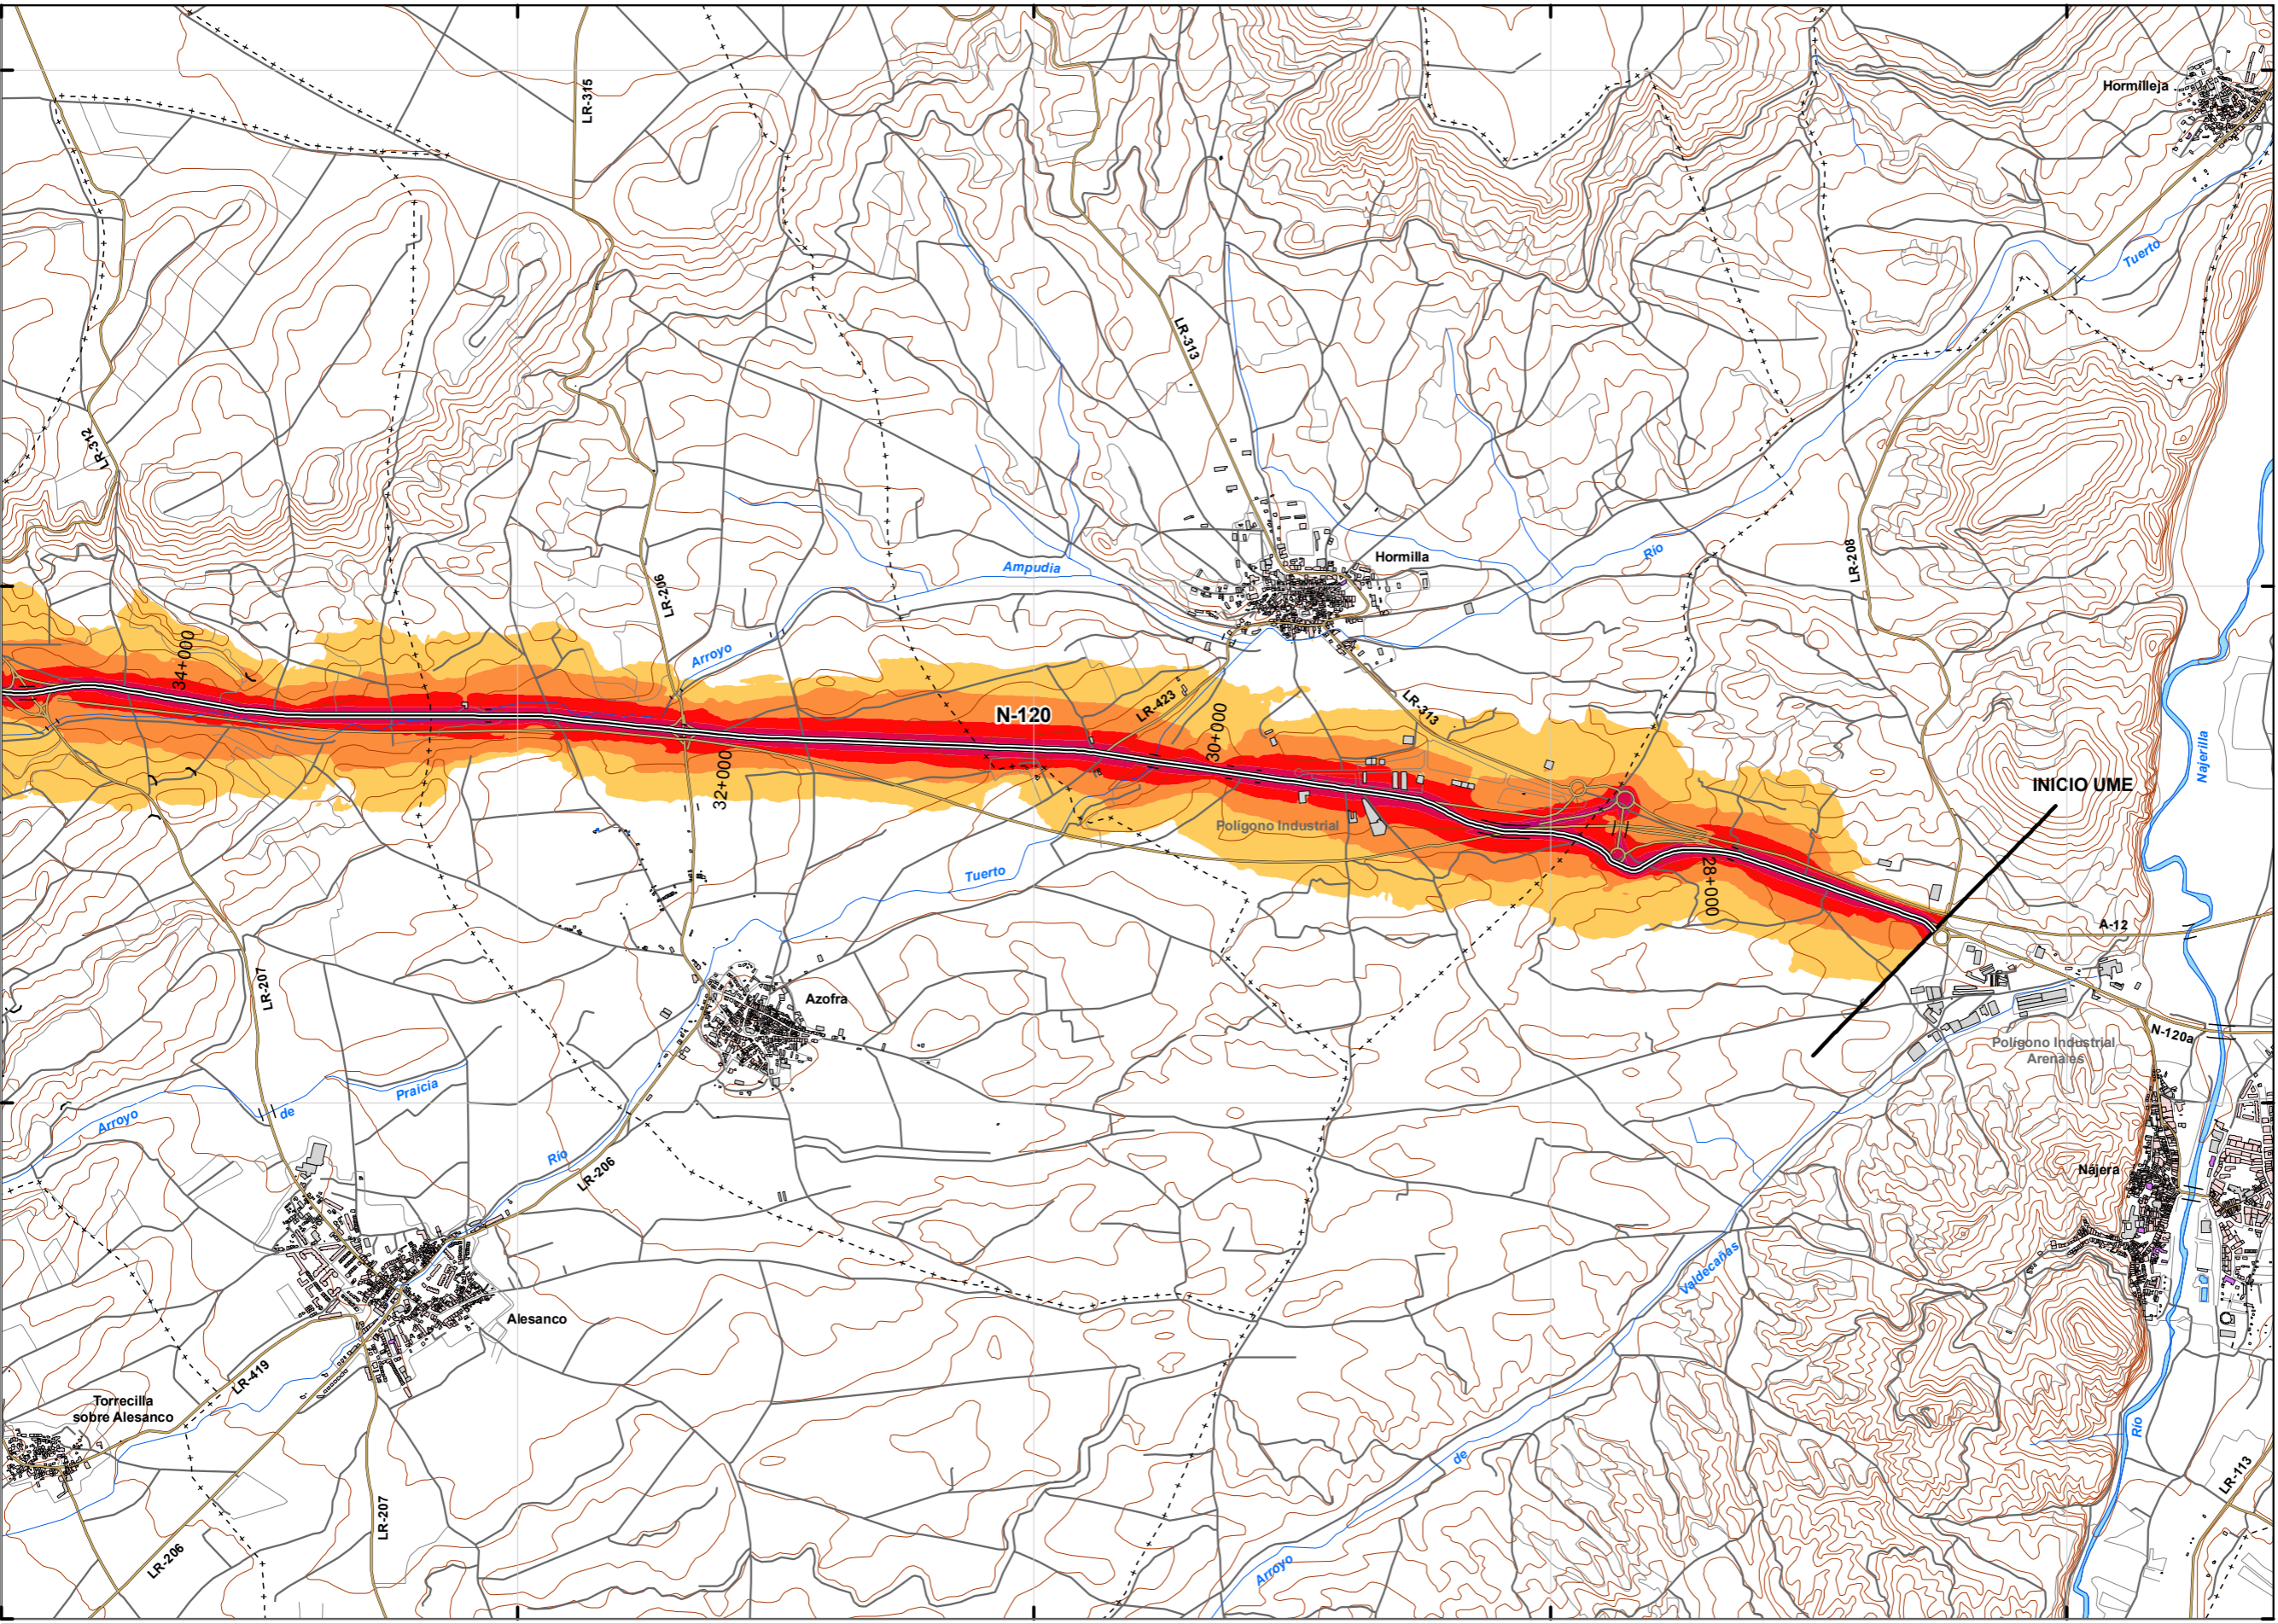 Hormilleja
LR-315
Tuerto
LR-313
LR-312
Hormilla
Río
LR-208
Ampudia
LR-206
Arroyo
34+000
LR-423
LR-313
N-120
30+000
Najerilla
32+000
INICIO UME
Polígono Industrial
28+000
Tuerto
A-12
LR-207
Azofra
N-120a
Polígono Industrial
Arenales
Arroyo
de
Praicia
Río
LR-206
Nájera
Valdecañas
Alesanco
LR-419
Torrecilla
sobre Alesanco
Río
de
LR-113
LR-207
LR-206
Arroyo